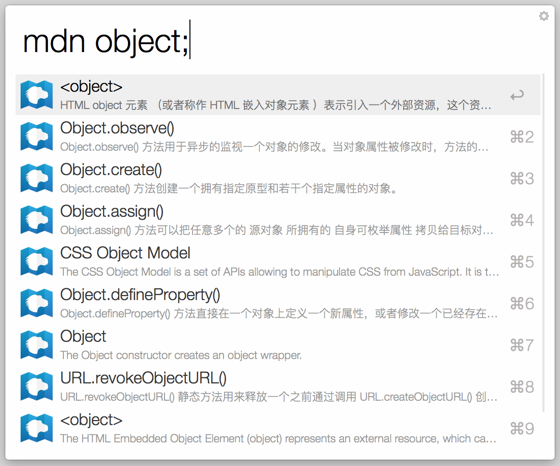 mdn object;
<object>
HTML object 元素 （或者称作 HTML 嵌入对象元素 ）表示引入一个外部资源，这个资…
↩
Object.observe()
Object.observe() 方法用于异步的监视一个对象的修改。当对象属性被修改时，方法的…
⌘2
Object.create()
Object.create() 方法创建一个拥有指定原型和若干个指定属性的对象。
⌘3
Object.assign()
Object.assign() 方法可以把任意多个的 源对象 所拥有的 自身可枚举属性 拷贝给目标对…
⌘4
CSS Object Model
The CSS Object Model is a set of APIs allowing to manipulate CSS from JavaScript. It is t…
⌘5
Object.defineProperty()
Object.defineProperty() 方法直接在一个对象上定义一个新属性，或者修改一个已经存在…
⌘6
Object
The Object constructor creates an object wrapper.
⌘7
URL.revokeObjectURL()
URL.revokeObjectURL() 静态方法用来释放一个之前通过调用 URL.createObjectURL() 创…
⌘8
<object>
The HTML Embedded Object Element (object) represents an external resource, which ca…
⌘9